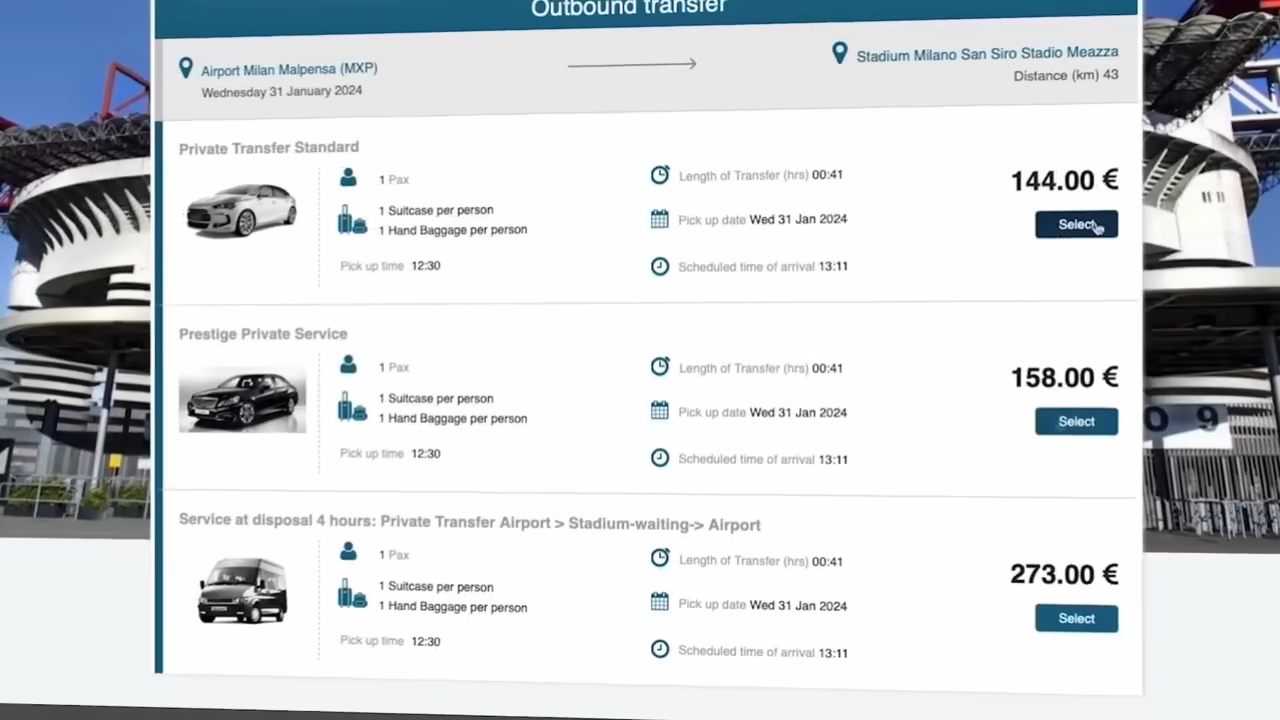 Outbound transfer
Airport Milan Malpensa (MXP)
Wednesday 31 January 2024
Stadium Milano San Siro Stadio Meazza
Distance (km) 43
Private Transfer Standard
1 Pax
1 Suitcase per person
1 Hand Baggage per person
Pick up time 12:30
Length of Transfer (hrs) 00:41
Pick up date Wed 31 Jan 2024
Scheduled time of arrival 13:11
144.00 €
Select
Prestige Private Service
1 Pax
1 Suitcase per person
1 Hand Baggage per person
Pick up time 12:30
Length of Transfer (hrs) 00:41
Pick up date Wed 31 Jan 2024
Scheduled time of arrival 13:11
158.00 €
Select
Service at disposal 4 hours: Private Transfer Airport > Stadium-waiting-> Airport
1 Pax
1 Suitcase per person
1 Hand Baggage per person
Pick up time 12:30
Length of Transfer (hrs) 00:41
Pick up date Wed 31 Jan 2024
Scheduled time of arrival 13:11
273.00 €
Select
0 9